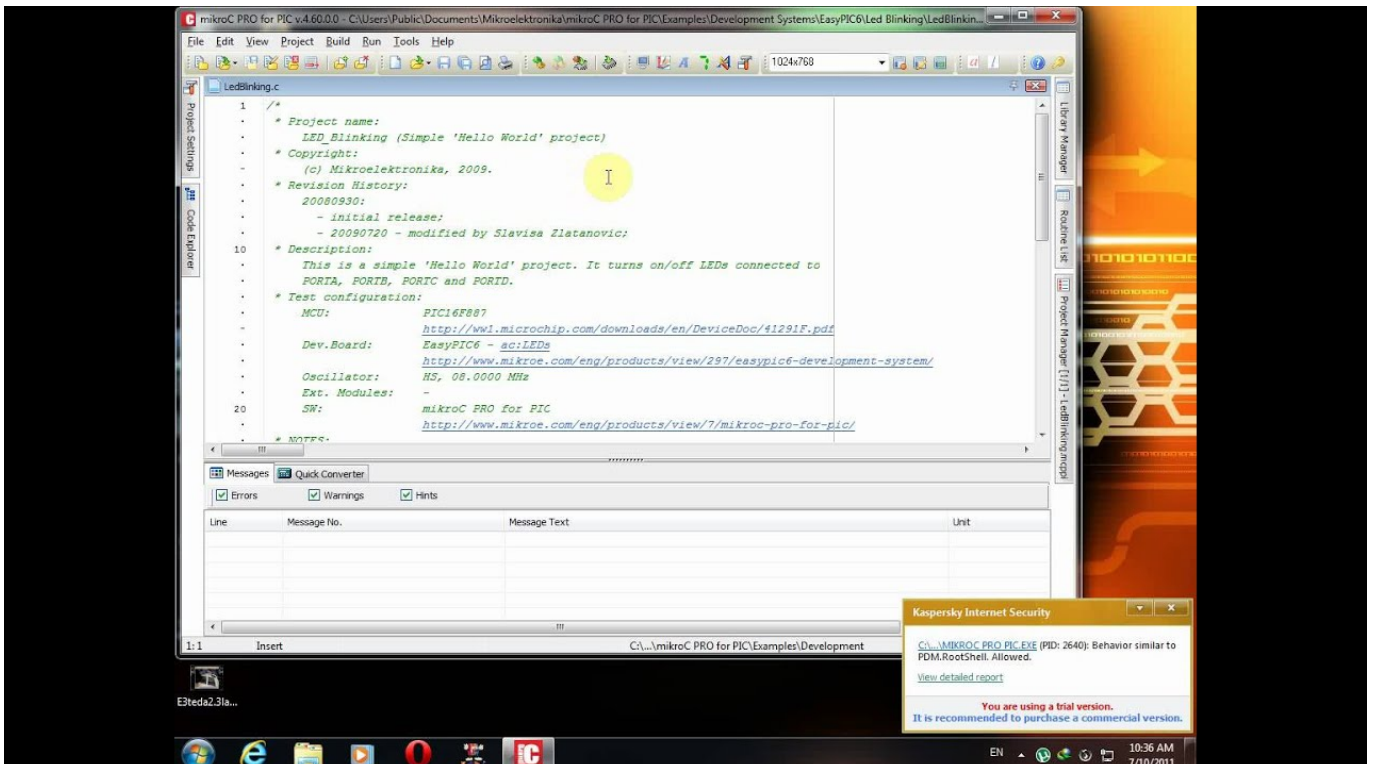 mikroC PRO for PIC v.4.60.0.0 - C:\Users\Public\Documents\Mikroelektronika\mikroC PRO for PIC\Examples\Development Systems\EasyPIC6\Led Blinking\LedBlinkin...
File Edit View Project Build Run Tools Help
1024x768
LedBlinking.c
Project Settings
Code Explorer
Library Manager
Routine List
Project Manager [1/1] - LedBlinking.mcppi
1 /*
* Project name:
LED_Blinking (Simple 'Hello World' project)
* Copyright:
(c) Mikroelektronika, 2009.
* Revision History:
20080930:
- initial release;
- 20090720 - modified by Slavisa Zlatanovic;
10 * Description:
This is a simple 'Hello World' project. It turns on/off LEDs connected to
PORTA, PORTB, PORTC and PORTD.
* Test configuration:
MCU: PIC16F887
http://ww1.microchip.com/downloads/en/DeviceDoc/41291F.pdf
Dev.Board: EasyPIC6 - ac:LEDs
http://www.mikroe.com/eng/products/view/297/easypic6-development-system/
Oscillator: HS, 08.0000 MHz
Ext. Modules: -
20 SW: mikroC PRO for PIC
http://www.mikroe.com/eng/products/view/7/mikroc-pro-for-pic/
* NOTES:
Messages Quick Converter
Errors Warnings Hints
Line Message No. Message Text Unit
1:1 Insert C:\...\mikroC PRO for PIC\Examples\Development
Kaspersky Internet Security
C:\...\MIKROC PRO PIC.EXE (PID: 2640): Behavior similar to
PDM.RootShell. Allowed.
View detailed report
You are using a trial version.
It is recommended to purchase a commercial version.
E3teda2.3la...
EN
10:36 AM
7/10/2011